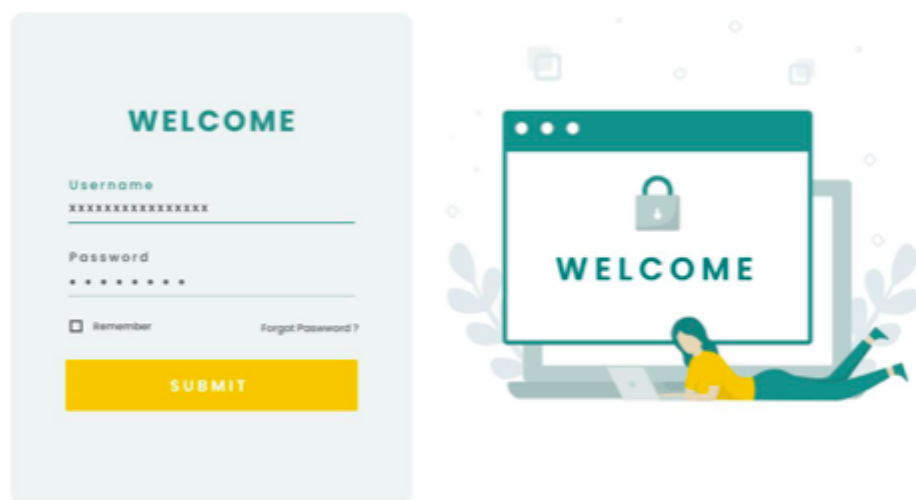 WELCOME
Username
xxxxxxxxxxxxxxxx
Password
• • • • • • • •
Remember
Forgot Password ?
SUBMIT
WELCOME